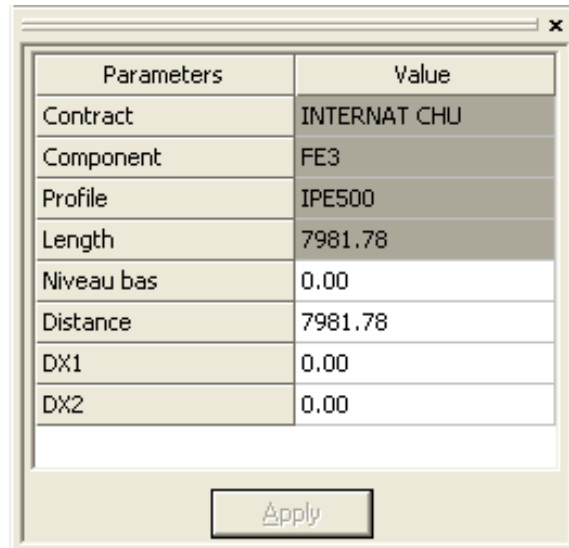 Parameters Value
Contract INTERNAT CHU
Component FE3
Profile IPE500
Length 7981.78
Niveau bas 0.00
Distance 7981.78
DX1 0.00
DX2 0.00
Apply